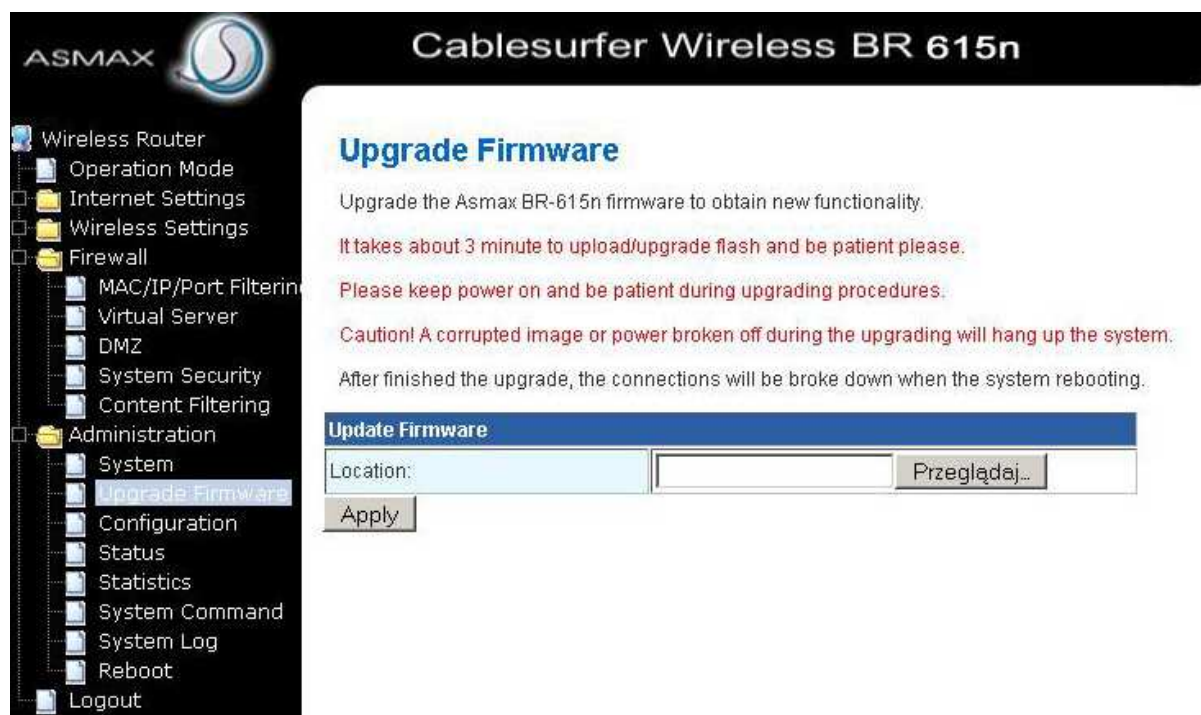 ASMAX
Cablesurfer Wireless BR 615n
Wireless Router
Operation Mode
Internet Settings
Wireless Settings
Firewall
MAC/IP/Port Filterin
Virtual Server
DMZ
System Security
Content Filtering
Administration
System
Upgrade Firmware
Configuration
Status
Statistics
System Command
System Log
Reboot
Logout
Upgrade Firmware
Upgrade the Asmax BR-615n firmware to obtain new functionality.
It takes about 3 minute to upload/upgrade flash and be patient please.
Please keep power on and be patient during upgrading procedures.
Caution! A corrupted image or power broken off during the upgrading will hang up the system.
After finished the upgrade, the connections will be broke down when the system rebooting.
Update Firmware
Location:
Przeglądaj...
Apply